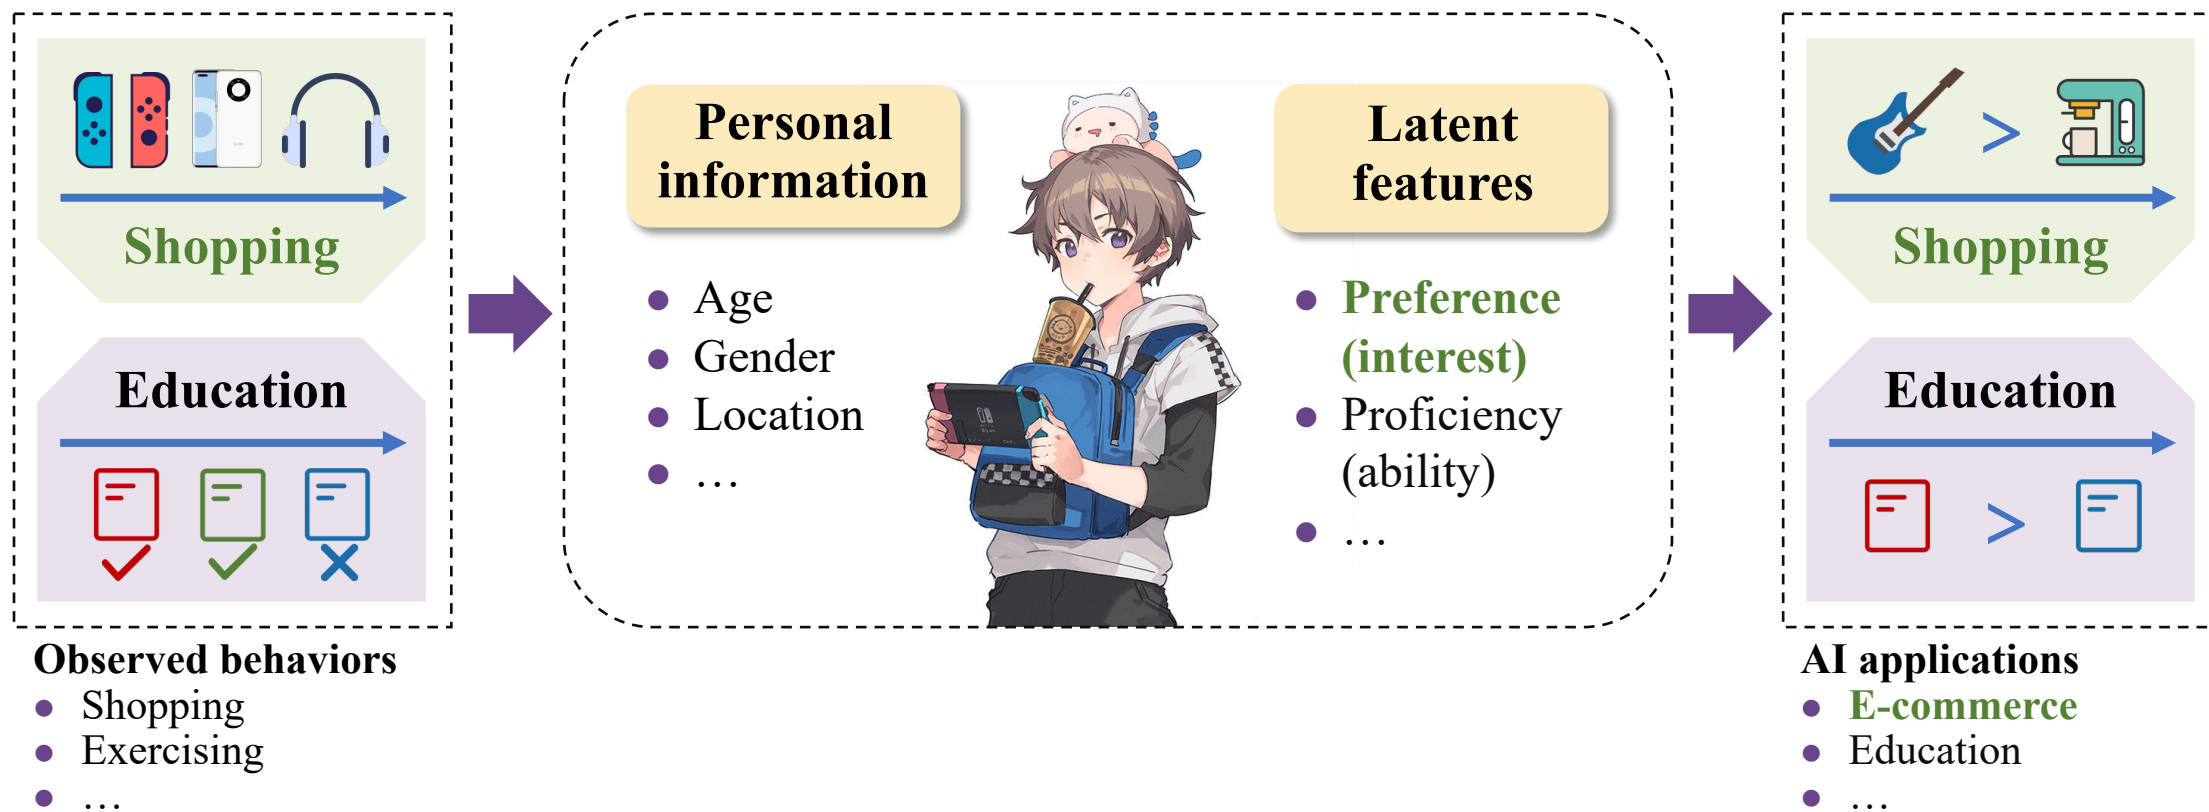 Shopping
Education
Observed behaviors
● Shopping
● Exercising
● …
Personal
information
● Age
● Gender
● Location
● …
Latent
features
● Preference
(interest)
● Proficiency
(ability)
● …
>
Shopping
Education
>
AI applications
● E-commerce
● Education
● …